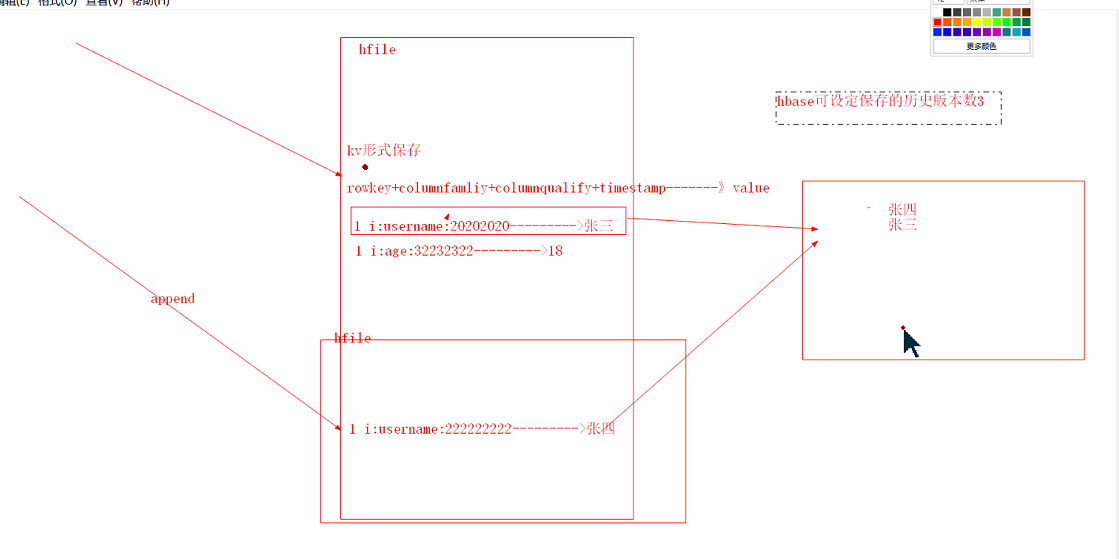 格式(O) 查看(V) 帮助(H)
更多颜色
hfile
hbase可设定保存的历史版本数3
kv形式保存
rowkey+columnfamliy+columnqualify+timestamp-------》value
1 i:username:20202020--------->张三
1 i:age:32232322--------->18
张四
张三
append
hfile
1 i:username:222222222--------->张四